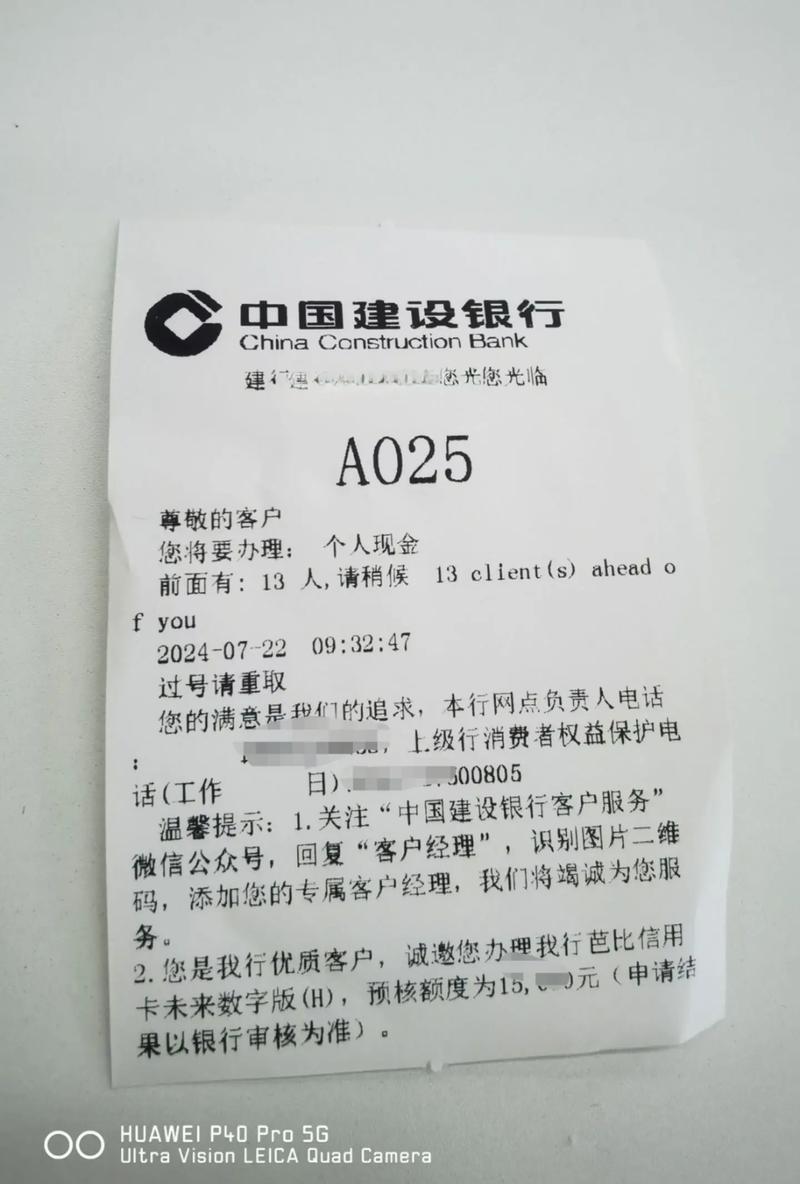 中国建设银行
China Construction Bank
建行建 您光您光临
A025
尊敬的客户
您将要办理: 个人现金
前面有: 13 人,请稍候 13 client(s) ahead o
f you
2024-07-22 09:32:47
过号请重取
您的满意是我们的追求, 本行网点负责人电话
: , 上级行消费者权益保护电
话(工作 日) 600805
温馨提示: 1.关注“中国建设银行客户服务”
微信公众号, 回复“客户经理”, 识别图片二维
码, 添加您的专属客户经理, 我们将竭诚为您服
务。
2.您是我行优质客户, 诚邀您办理我行芭比信用
卡未来数字版(H), 预核额度为15, 元(申请结
果以银行审核为准)。
HUAWEI P40 Pro 5G
Ultra Vision LEICA Quad Camera